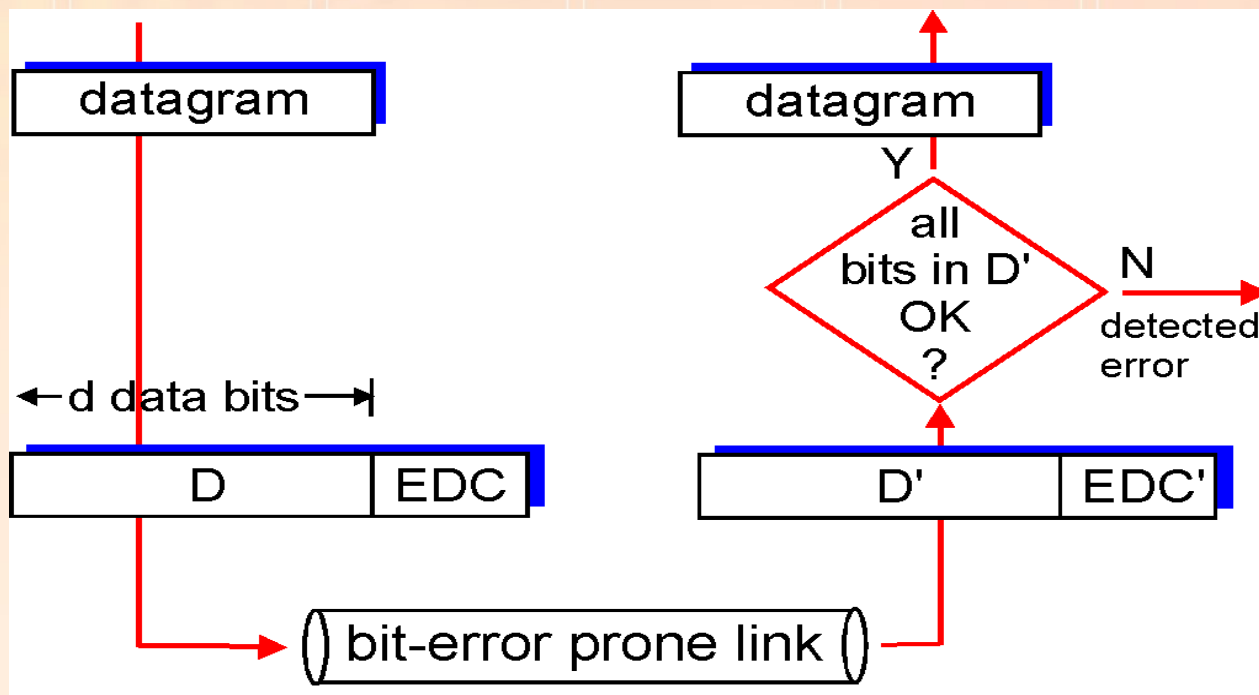 datagram
datagram
Y
all
bits in D'
OK
?
N
detected
error
d data bits
D
EDC
D'
EDC'
bit-error prone link